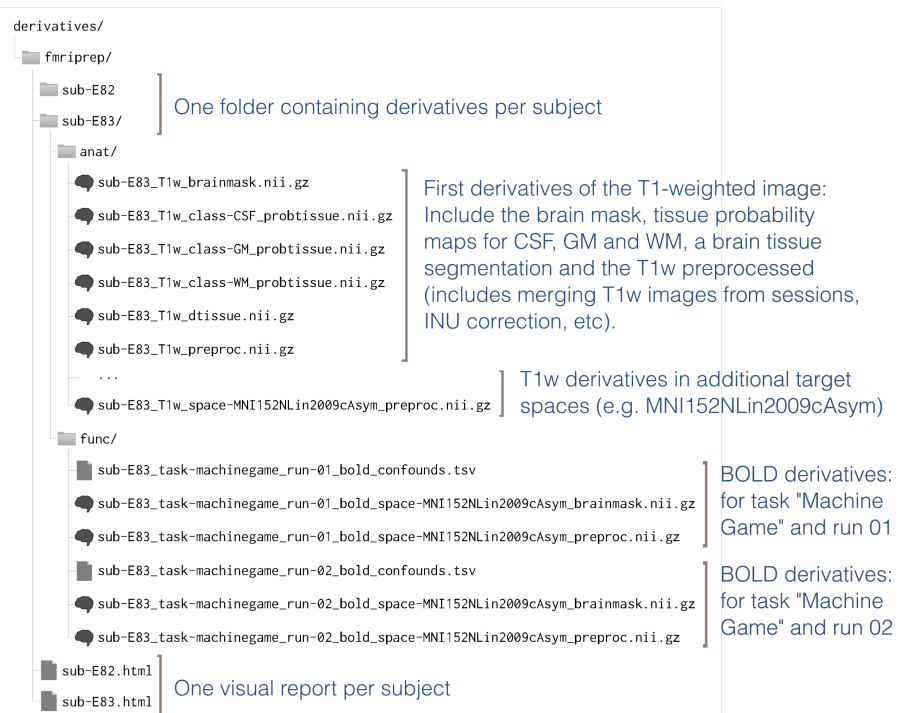 derivatives/
fmriprep/
sub-E82
sub-E83/
One folder containing derivatives per subject
anat/
sub-E83_T1w_brainmask.nii.gz
sub-E83_T1w_class-CSF_probtissue.nii.gz
sub-E83_T1w_class-GM_probtissue.nii.gz
sub-E83_T1w_class-WM_probtissue.nii.gz
sub-E83_T1w_dtissue.nii.gz
sub-E83_T1w_preproc.nii.gz
First derivatives of the T1-weighted image:
Include the brain mask, tissue probability
maps for CSF, GM and WM, a brain tissue
segmentation and the T1w preprocessed
(includes merging T1w images from sessions,
INU correction, etc).
...
sub-E83_T1w_space-MNI152NLin2009cAsym_preproc.nii.gz
T1w derivatives in additional target
spaces (e.g. MNI152NLin2009cAsym)
func/
sub-E83_task-machinegame_run-01_bold_confounds.tsv
sub-E83_task-machinegame_run-01_bold_space-MNI152NLin2009cAsym_brainmask.nii.gz
sub-E83_task-machinegame_run-01_bold_space-MNI152NLin2009cAsym_preproc.nii.gz
BOLD derivatives:
for task "Machine
Game" and run 01
sub-E83_task-machinegame_run-02_bold_confounds.tsv
sub-E83_task-machinegame_run-02_bold_space-MNI152NLin2009cAsym_brainmask.nii.gz
sub-E83_task-machinegame_run-02_bold_space-MNI152NLin2009cAsym_preproc.nii.gz
BOLD derivatives:
for task "Machine
Game" and run 02
sub-E82.html
sub-E83.html
One visual report per subject